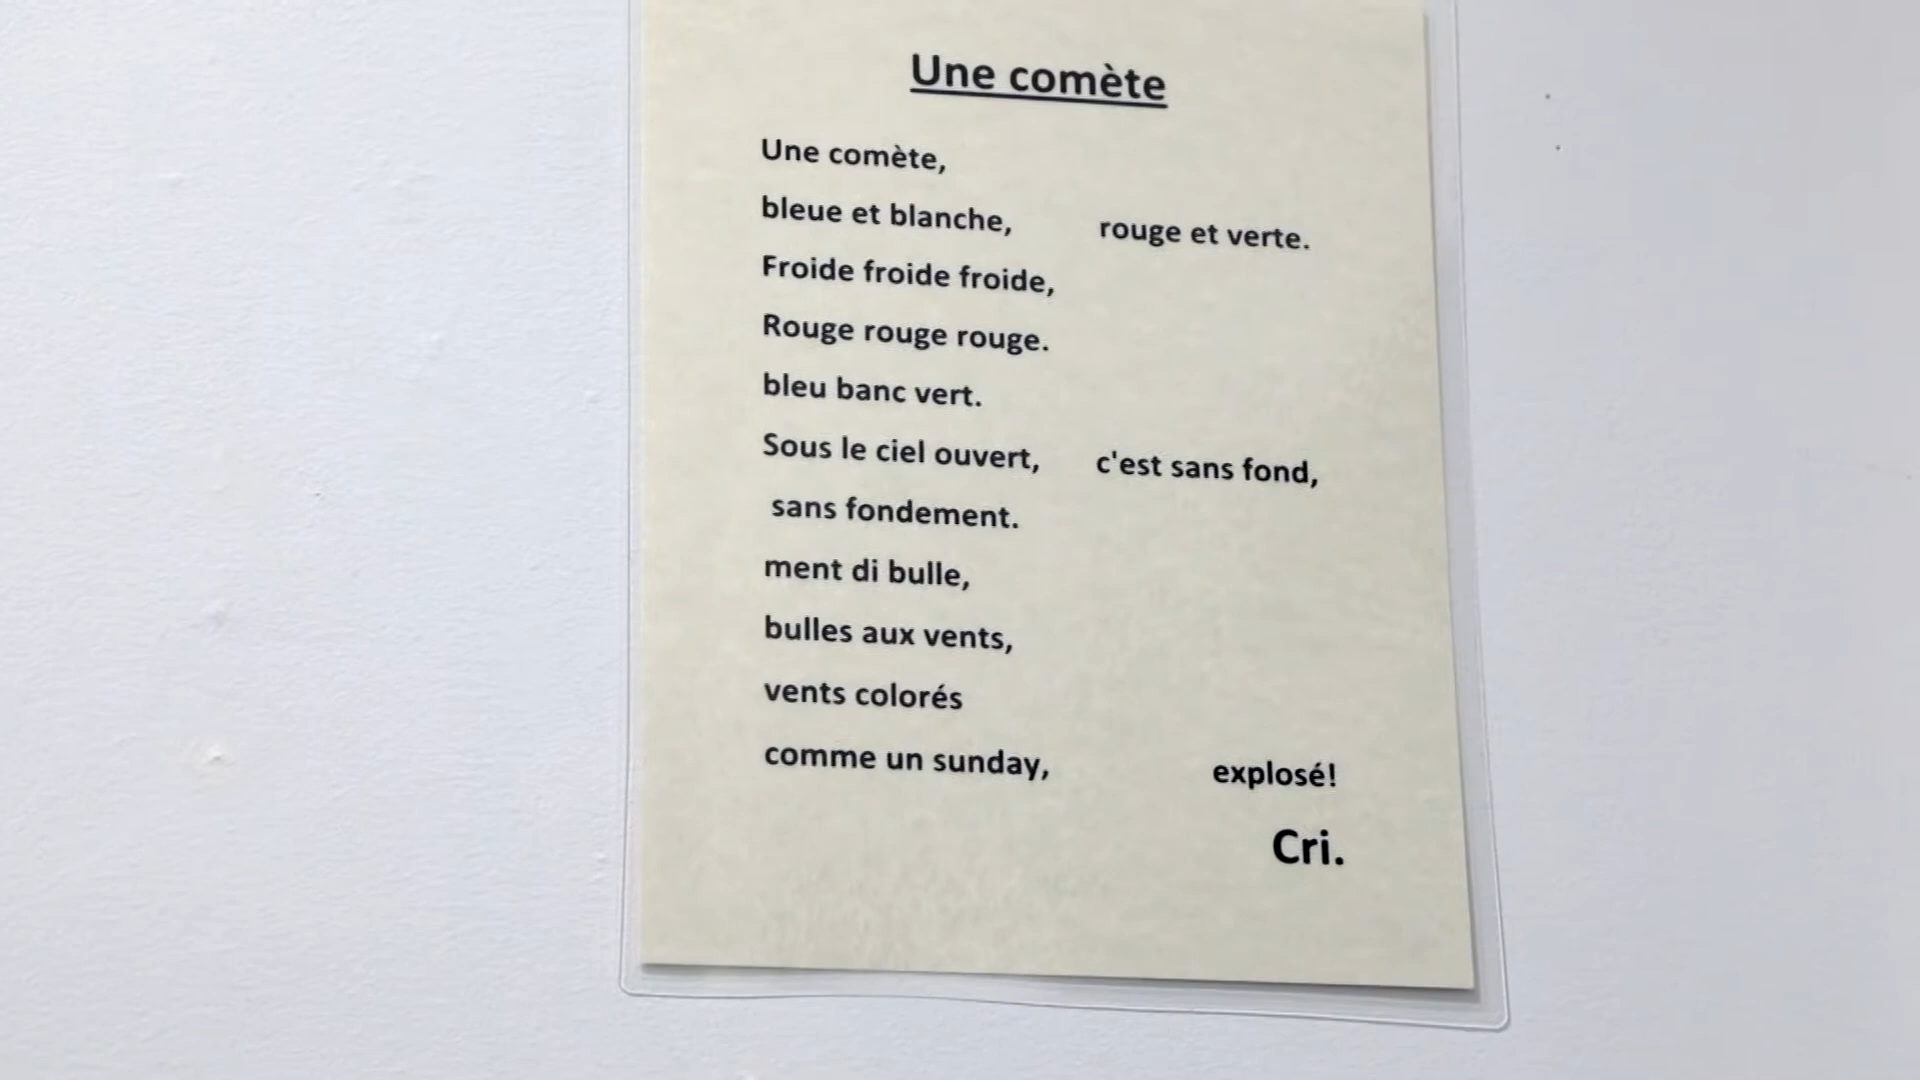 Une comète
Une comète,
bleue et blanche, rouge et verte.
Froide froide froide,
Rouge rouge rouge.
bleu banc vert.
Sous le ciel ouvert, c'est sans fond,
sans fondement.
ment di bulle,
bulles aux vents,
vents colorés
comme un sunday, explosé!
Cri.